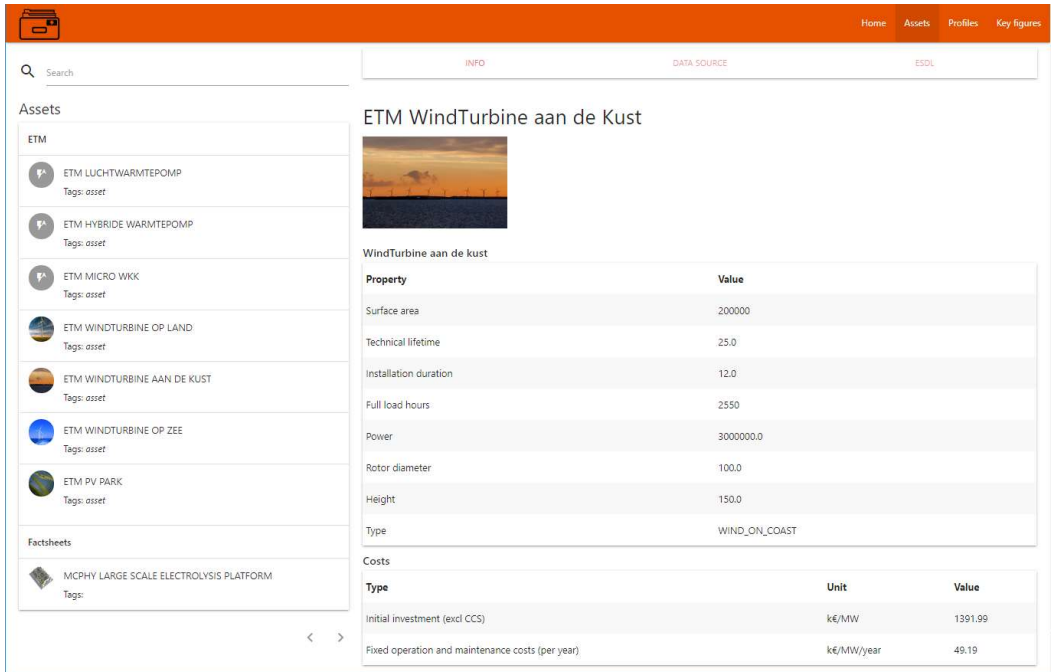 Home Assets Profiles Key figures
Search
Assets
ETM
ETM LUCHTWARMTEPOMP
Tags: asset
ETM HYBRIDE WARMTEPOMP
Tags: asset
ETM MICRO WKK
Tags: asset
ETM WINDTURBINE OP LAND
Tags: asset
ETM WINDTURBINE AAN DE KUST
Tags: asset
ETM WINDTURBINE OP ZEE
Tags: asset
ETM PV PARK
Tags: asset
Factsheets
MCPHY LARGE SCALE ELECTROLYSIS PLATFORM
Tags:
INFO DATA SOURCE ESDL
ETM WindTurbine aan de Kust
WindTurbine aan de kust
Property Value
Surface area 200000
Technical lifetime 25.0
Installation duration 12.0
Full load hours 2550
Power 3000000.0
Rotor diameter 100.0
Height 150.0
Type WIND_ON_COAST
Costs
Type Unit Value
Initial investment (excl CCS) k€/MW 1391.99
Fixed operation and maintenance costs (per year) k€/MW/year 49.19